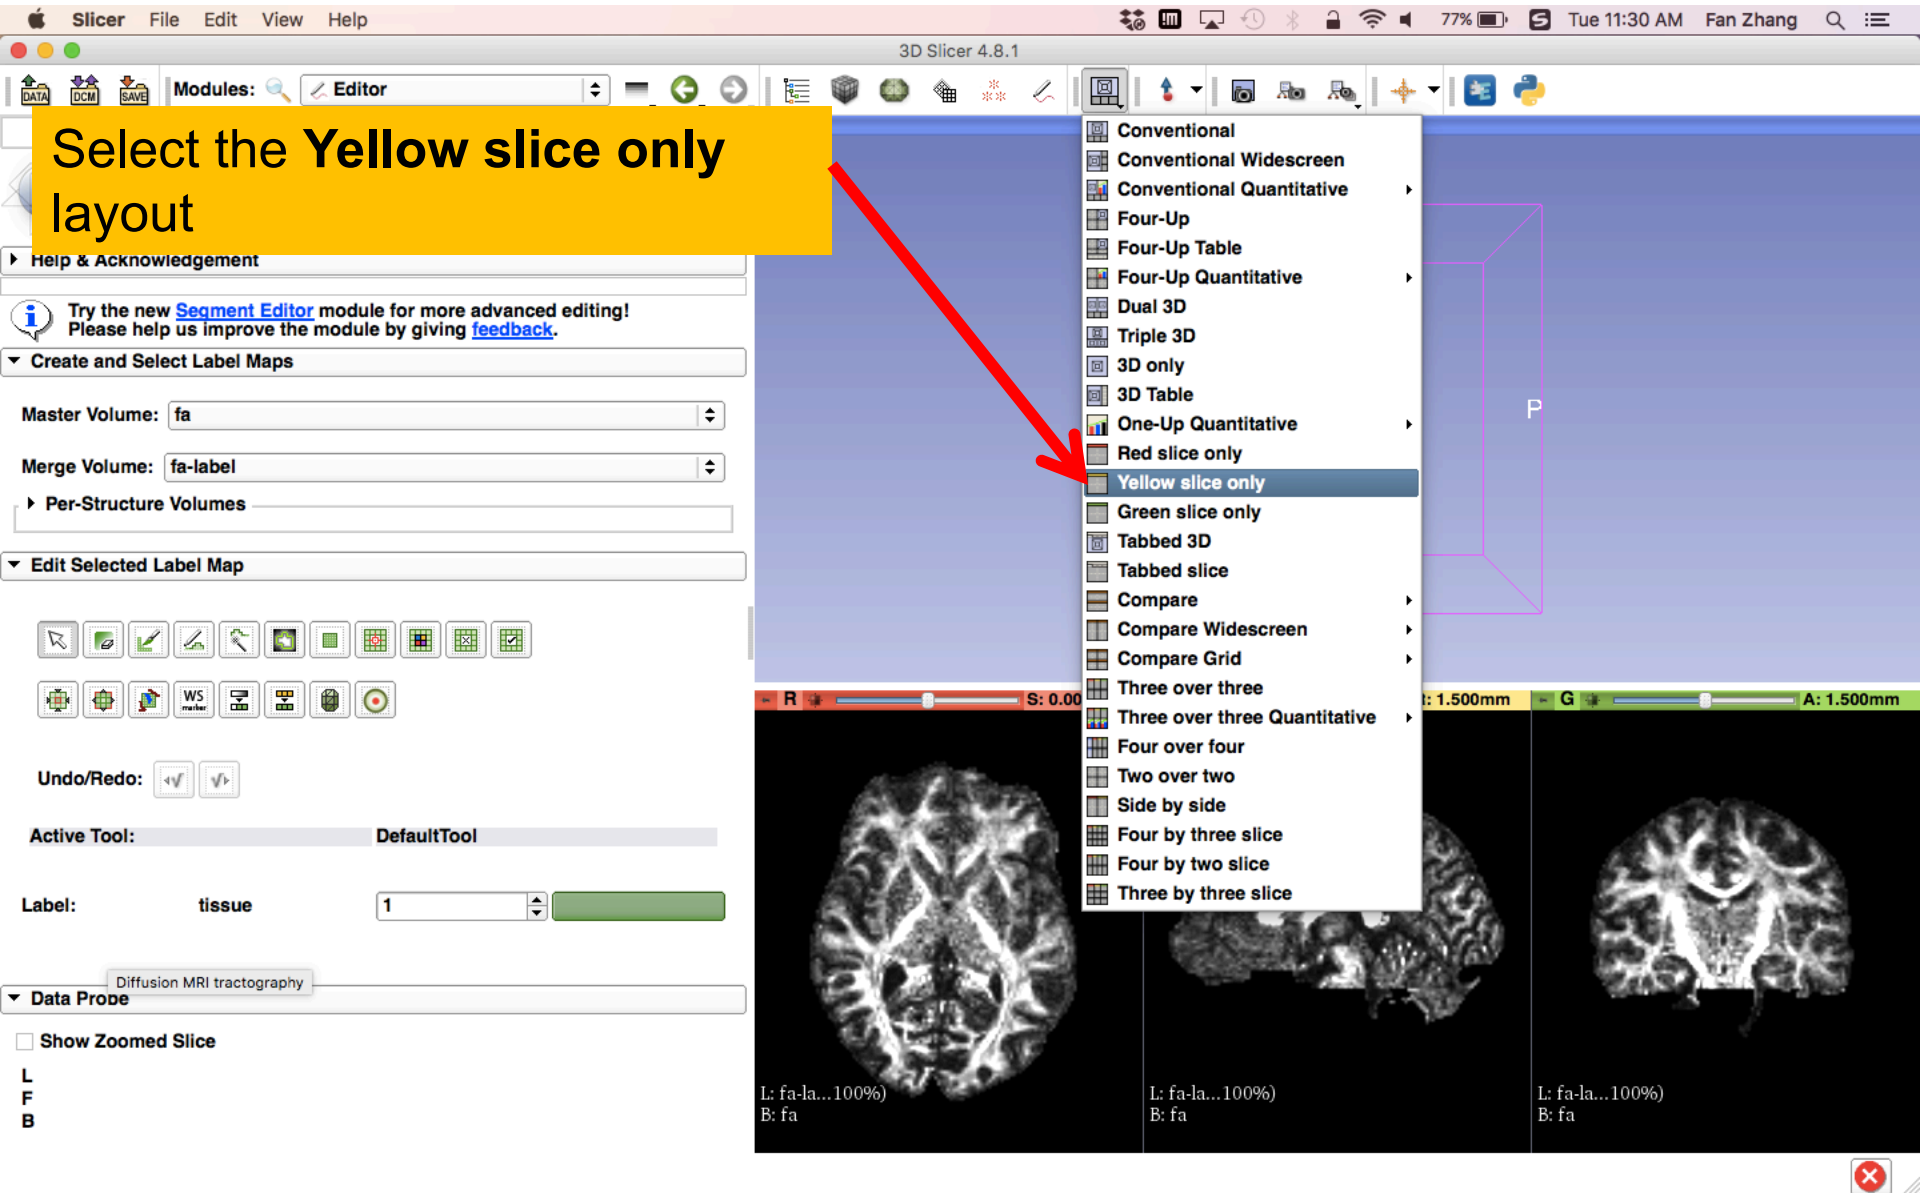 Slicer File Edit View Help 77% Tue 11:30 AM Fan Zhang
3D Slicer 4.8.1
DATA DCM SAVE Modules: Editor
Select the Yellow slice only
layout
Help & Acknowledgement
Try the new Segment Editor module for more advanced editing!
Please help us improve the module by giving feedback.
Create and Select Label Maps
Master Volume: fa
Merge Volume: fa-label
Per-Structure Volumes
Edit Selected Label Map
WS
marker
Undo/Redo:
Active Tool: DefaultTool
Label: tissue 1
Diffusion MRI tractography
Data Probe
Show Zoomed Slice
L
F
B
Conventional
Conventional Widescreen
Conventional Quantitative
Four-Up
Four-Up Table
Four-Up Quantitative
Dual 3D
Triple 3D
3D only
3D Table
One-Up Quantitative
Red slice only
Yellow slice only
Green slice only
Tabbed 3D
Tabbed slice
Compare
Compare Widescreen
Compare Grid
Three over three
Three over three Quantitative
Four over four
Two over two
Side by side
Four by three slice
Four by two slice
Three by three slice
P
R S: 0.00
: 1.500mm
G A: 1.500mm
L: fa-la...100%)
B: fa
L: fa-la...100%)
B: fa
L: fa-la...100%)
B: fa